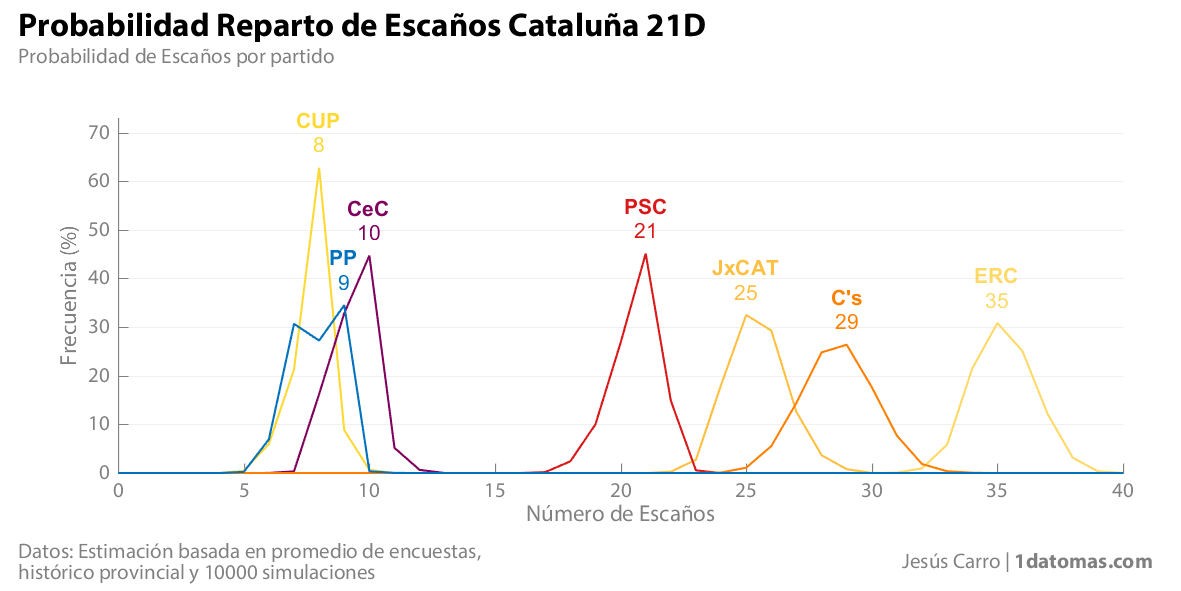 Probabilidad Reparto de Escaños Cataluña 21D
Probabilidad de Escaños por partido
CUP
8
CeC
10
PP
9
PSC
21
JxCAT
25
C's
29
ERC
35
Frecuencia (%)
70
60
50
40
30
20
10
0
0 5 10 15 20 25 30 35 40
Número de Escaños
Datos: Estimación basada en promedio de encuestas,
histórico provincial y 10000 simulaciones
Jesús Carro | 1datomas.com